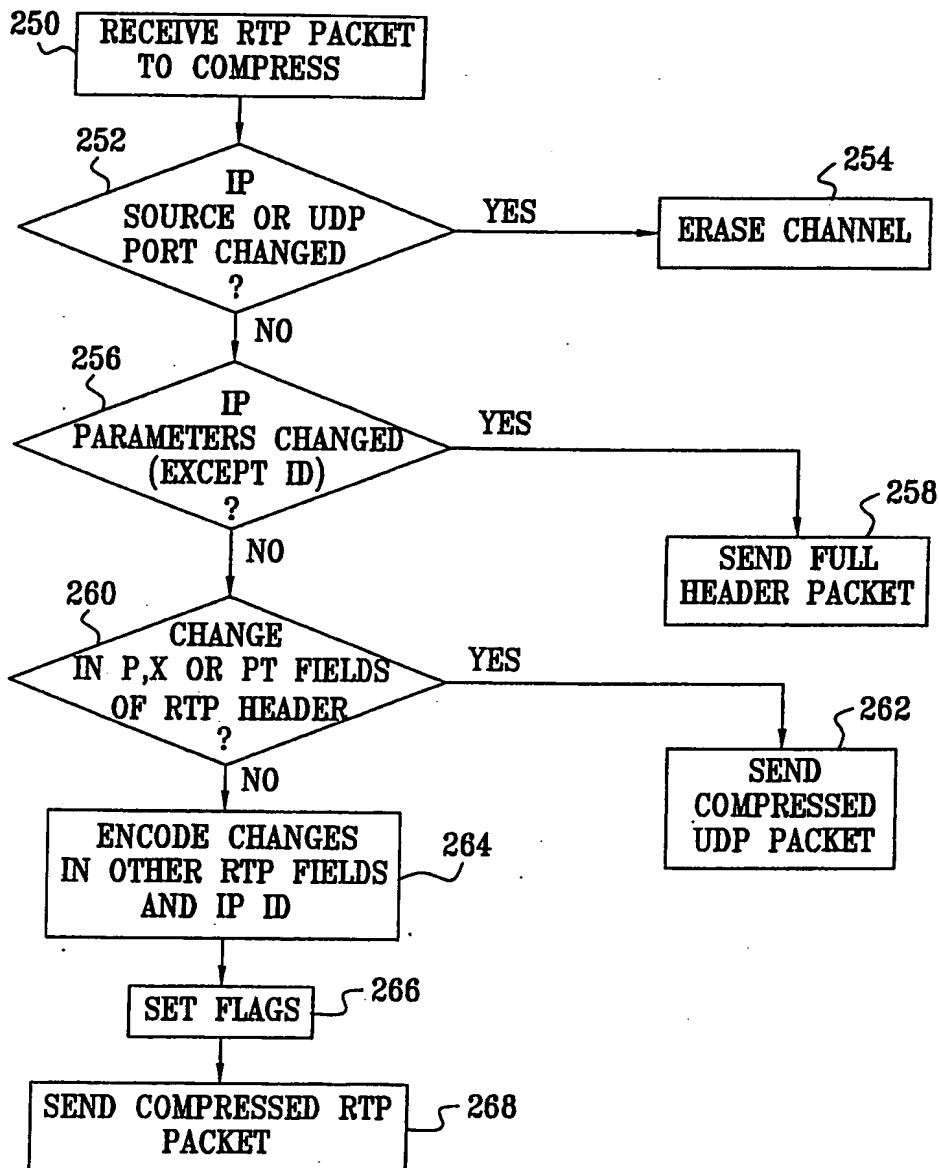 250
RECEIVE RTP PACKET
TO COMPRESS
252
IP
SOURCE OR UDP
PORT CHANGED
?
YES
254
ERASE CHANNEL
NO
256
IP
PARAMETERS CHANGED
(EXCEPT ID)
?
YES
258
SEND FULL
HEADER PACKET
NO
260
CHANGE
IN P,X OR PT FIELDS
OF RTP HEADER
?
YES
262
SEND
COMPRESSED
UDP PACKET
NO
ENCODE CHANGES
IN OTHER RTP FIELDS
AND IP ID
264
SET FLAGS
266
SEND COMPRESSED RTP
PACKET
268